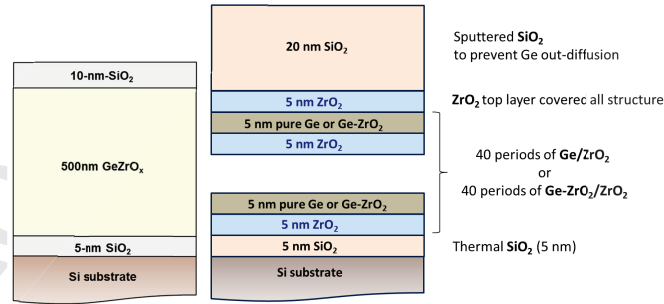 10-nm-SiO₂
500nm GeZrOₓ
5-nm SiO₂
Si substrate
20 nm SiO₂
5 nm ZrO₂
5 nm pure Ge or Ge-ZrO₂
5 nm ZrO₂
5 nm pure Ge or Ge-ZrO₂
5 nm ZrO₂
5 nm SiO₂
Si substrate
Sputtered SiO₂
to prevent Ge out-diffusion
ZrO₂ top layer coverec all structure
40 periods of Ge/ZrO₂
or
40 periods of Ge-ZrO₂/ZrO₂
Thermal SiO₂ (5 nm)